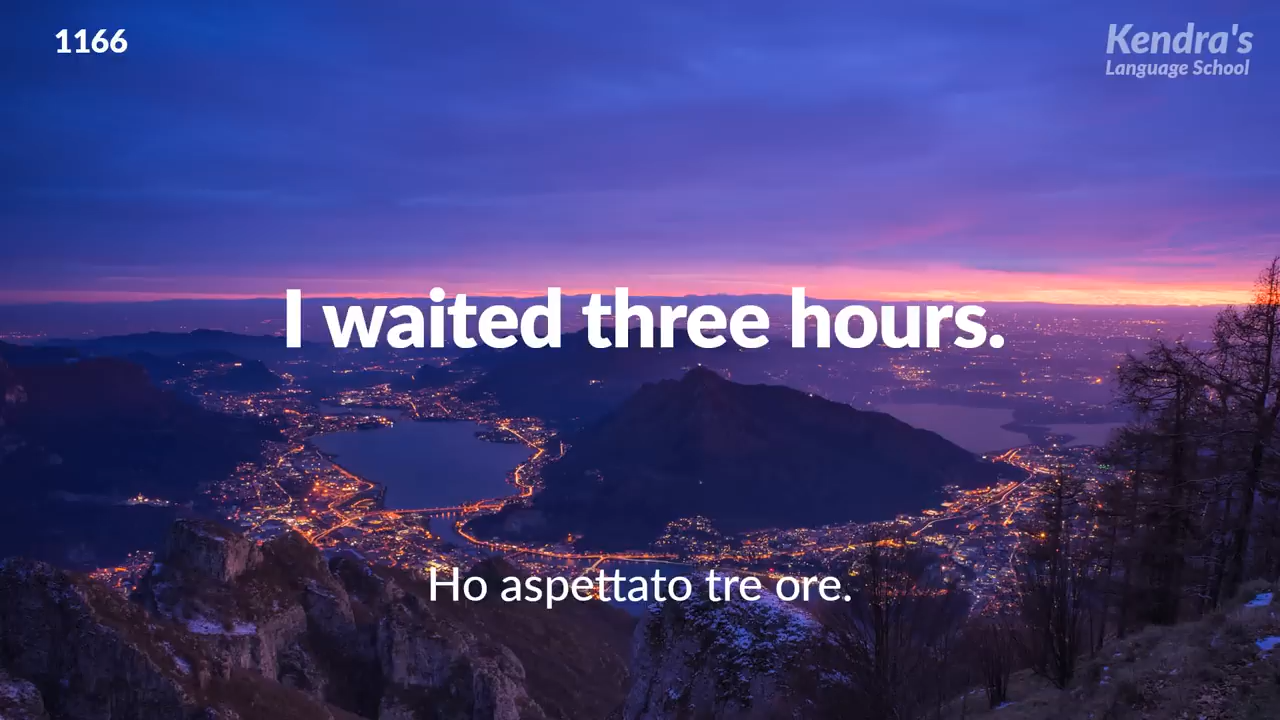 1166
Kendra's
Language School
I waited three hours.
Ho aspettato tre ore.